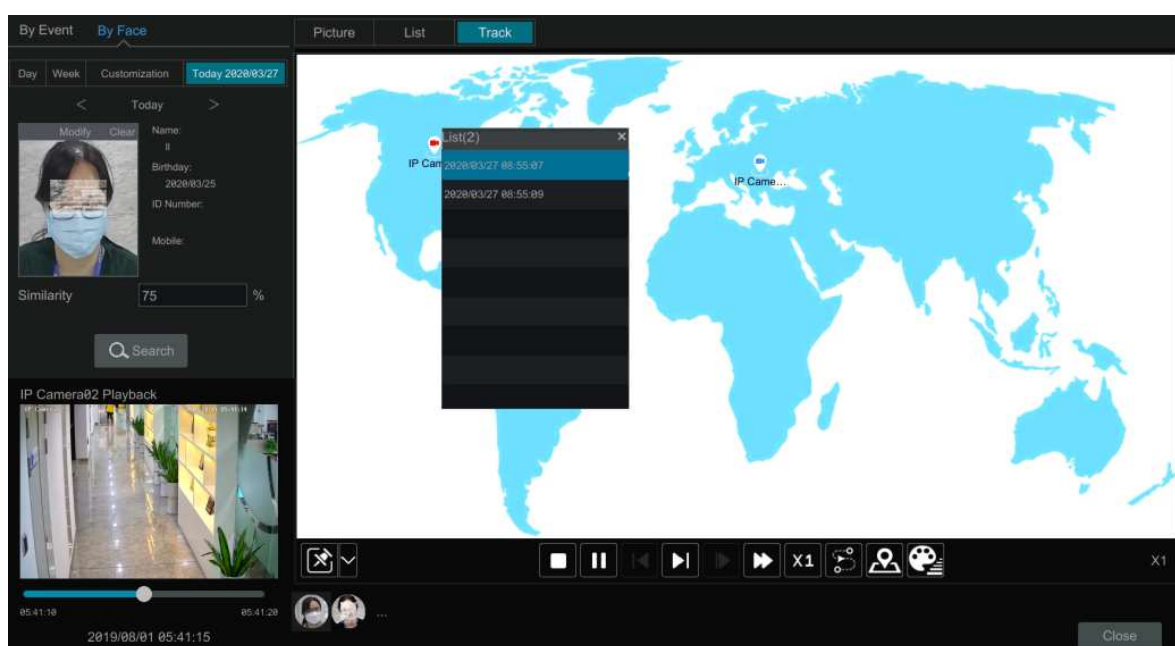 By Event By Face
Picture List Track
Day Week Customization Today 2020/03/27
< Today >
Modify Clear
Name:
ll
Birthday:
2020/03/25
ID Number:
Mobile:
Similarity 75 %
Search
List(2) ×
2020/03/27 08:55:07
2020/03/27 08:55:09
IP Cam
IP Came...
IP Camera02 Playback
05:41:10 05:41:20
2019/08/01 05:41:15
X1
X1
...
Close